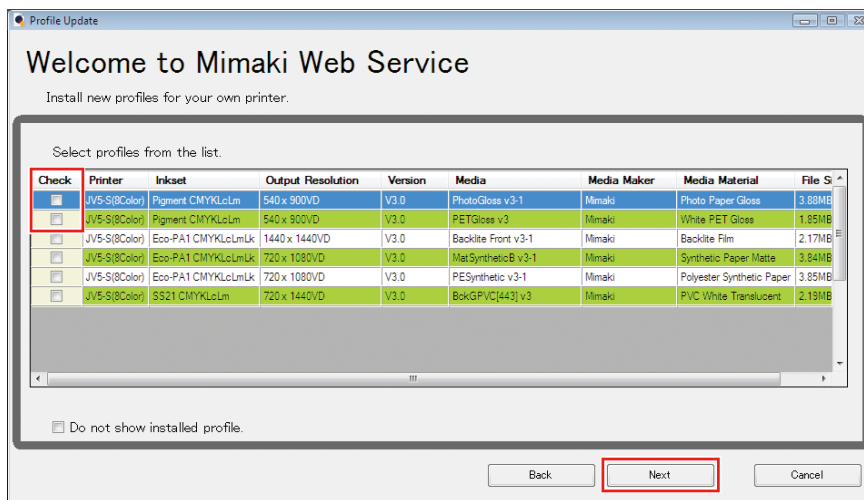 Profile Update
Welcome to Mimaki Web Service
Install new profiles for your own printer.
Select profiles from the list.
Check Printer Inkset Output Resolution Version Media Media Maker Media Material File Si
JV5-S(8Color) Pigment CMYKLcLm 540 x 900VD V3.0 PhotoGloss v3-1 Mimaki Photo Paper Gloss 3.88MB
JV5-S(8Color) Pigment CMYKLcLm 540 x 900VD V3.0 PETGloss v3 Mimaki White PET Gloss 1.85MB
JV5-S(8Color) Eco-PA1 CMYKLcLmLk 1440 x 1440VD V3.0 Backlite Front v3-1 Mimaki Backlite Film 2.17MB
JV5-S(8Color) Eco-PA1 CMYKLcLmLk 720 x 1080VD V3.0 MatSyntheticB v3-1 Mimaki Synthetic Paper Matte 3.84MB
JV5-S(8Color) Eco-PA1 CMYKLcLmLk 720 x 1080VD V3.0 PESynthetic v3-1 Mimaki Polyester Synthetic Paper 3.85MB
JV5-S(8Color) SS21 CMYKLcLm 720 x 1440VD V3.0 BckGPVC[443] v3 Mimaki PVC White Translucent 2.19MB
Do not show installed profile.
Back Next Cancel